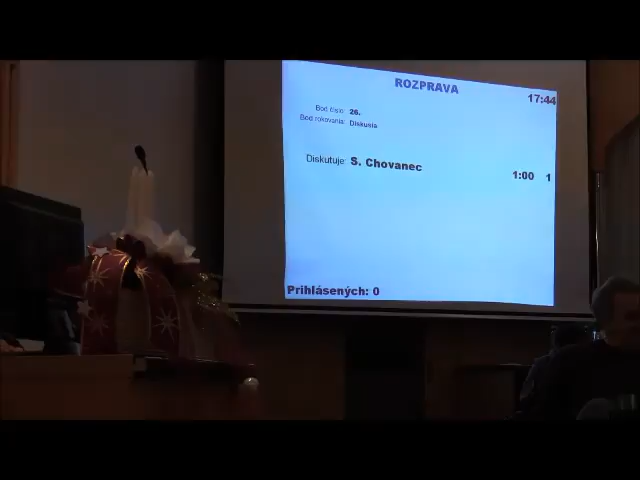 ROZPRAVA
17:44
Bod číslo: 26.
Bod rokovania: Diskusia
Diskutuje: S. Chovanec 1:00 1
Prihlásených: 0